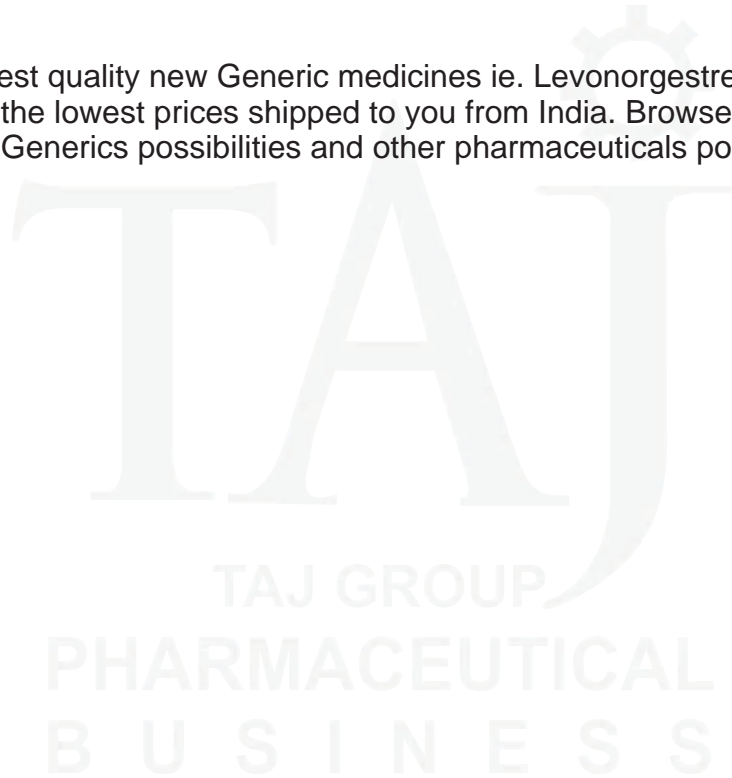 est quality new Generic medicines ie. Levonorgestre
the lowest prices shipped to you from India. Browse
Generics possibilities and other pharmaceuticals po
TAJ
TAJ GROUP
PHARMACEUTICAL
BUSINESS